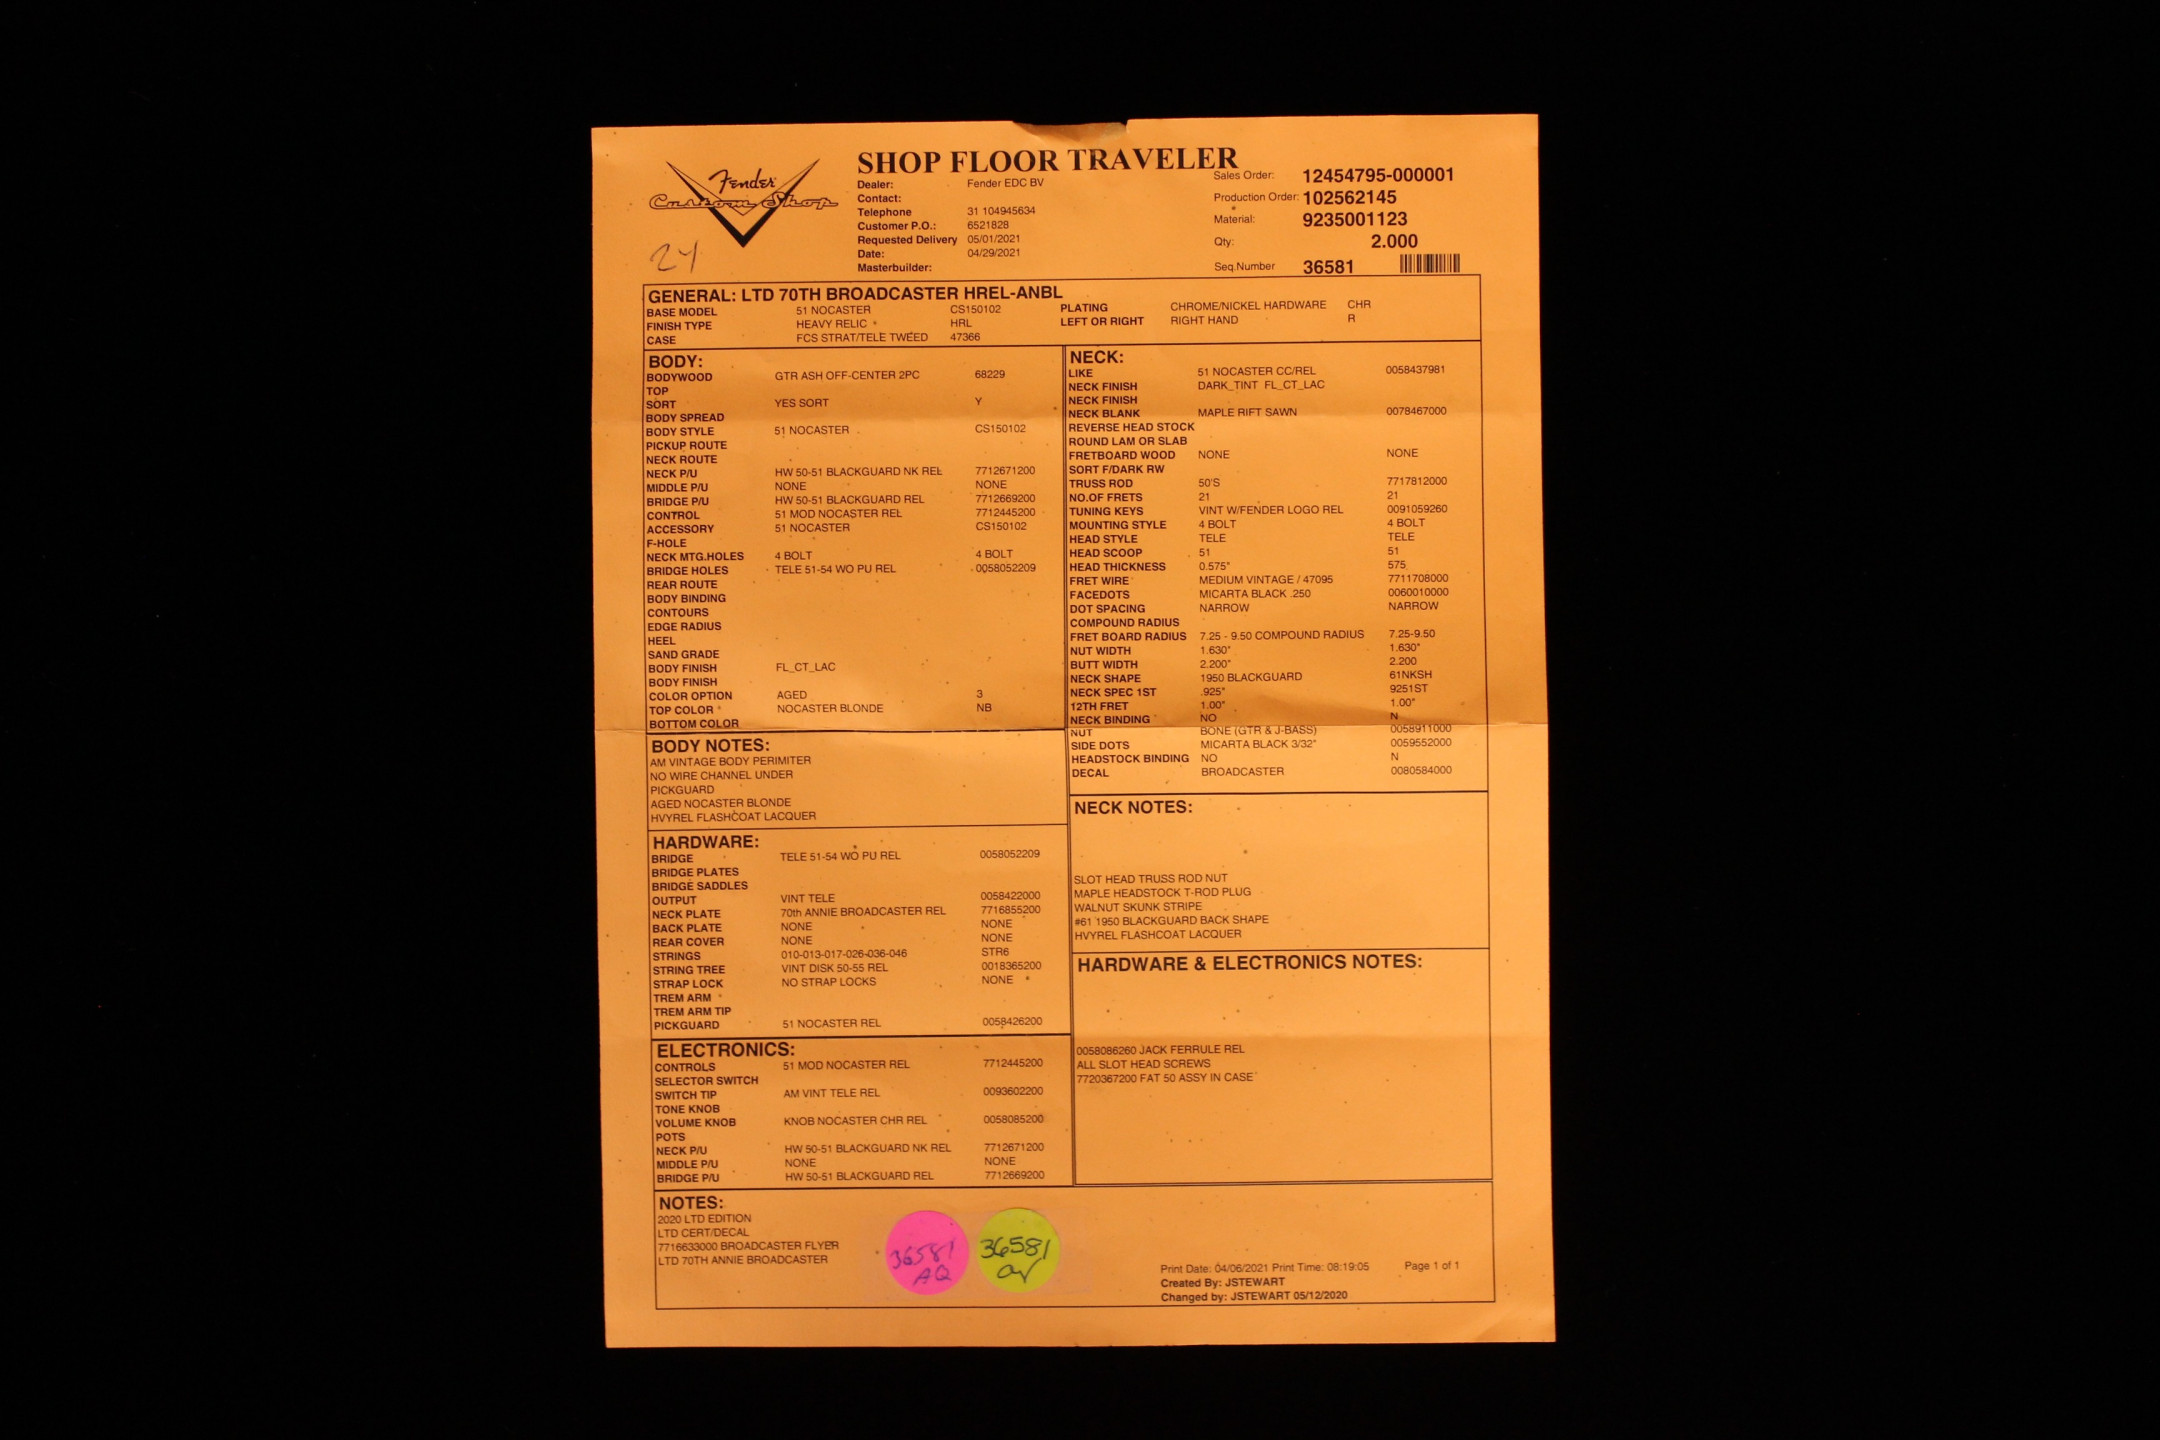 Fender
Custom Shop
24
SHOP FLOOR TRAVELER
Dealer: Fender EDC BV
Contact:
Telephone 31 104945634
Customer P.O.: 6521828
Requested Delivery 05/01/2021
Date: 04/29/2021
Masterbuilder:
Sales Order: 12454795-000001
Production Order: 102562145
Material: 9235001123
Qty: 2.000
Seq.Number 36581
GENERAL: LTD 70TH BROADCASTER HREL-ANBL
BASE MODEL 51 NOCASTER CS150102 PLATING CHROME/NICKEL HARDWARE CHR
FINISH TYPE HEAVY RELIC HRL LEFT OR RIGHT RIGHT HAND R
CASE FCS STRAT/TELE TWEED 47366
BODY:
BODYWOOD GTR ASH OFF-CENTER 2PC 68229
TOP
SORT YES SORT Y
BODY SPREAD
BODY STYLE 51 NOCASTER CS150102
PICKUP ROUTE
NECK ROUTE
NECK P/U HW 50-51 BLACKGUARD NK REL 7712671200
MIDDLE P/U NONE NONE
BRIDGE P/U HW 50-51 BLACKGUARD REL 7712669200
CONTROL 51 MOD NOCASTER REL 7712445200
ACCESSORY 51 NOCASTER CS150102
F-HOLE
NECK MTG.HOLES 4 BOLT 4 BOLT
BRIDGE HOLES TELE 51-54 WO PU REL 0058052209
REAR ROUTE
BODY BINDING
CONTOURS
EDGE RADIUS
HEEL
SAND GRADE
BODY FINISH FL_CT_LAC
BODY FINISH
COLOR OPTION AGED 3
TOP COLOR NOCASTER BLONDE NB
BOTTOM COLOR
BODY NOTES:
AM VINTAGE BODY PERIMITER
NO WIRE CHANNEL UNDER
PICKGUARD
AGED NOCASTER BLONDE
HVYREL FLASHCOAT LACQUER
HARDWARE:
BRIDGE TELE 51-54 WO PU REL 0058052209
BRIDGE PLATES
BRIDGE SADDLES
OUTPUT VINT TELE 0058422000
NECK PLATE 70th ANNIE BROADCASTER REL 7716855200
BACK PLATE NONE NONE
REAR COVER NONE NONE
STRINGS 010-013-017-026-036-046 STR6
STRING TREE VINT DISK 50-55 REL 0018365200
STRAP LOCK NO STRAP LOCKS NONE
TREM ARM
TREM ARM TIP
PICKGUARD 51 NOCASTER REL 0058426200
ELECTRONICS:
CONTROLS 51 MOD NOCASTER REL 7712445200
SELECTOR SWITCH
SWITCH TIP AM VINT TELE REL 0093602200
TONE KNOB
VOLUME KNOB KNOB NOCASTER CHR REL 0058085200
POTS
NECK P/U HW 50-51 BLACKGUARD NK REL 7712671200
MIDDLE P/U NONE NONE
BRIDGE P/U HW 50-51 BLACKGUARD REL 7712669200
NECK:
LIKE 51 NOCASTER CC/REL 0058437981
NECK FINISH DARK_TINT FL_CT_LAC
NECK FINISH
NECK BLANK MAPLE RIFT SAWN 0078467000
REVERSE HEAD STOCK
ROUND LAM OR SLAB
FRETBOARD WOOD NONE NONE
SORT F/DARK RW
TRUSS ROD 50'S 7717812000
NO.OF FRETS 21 21
TUNING KEYS VINT W/FENDER LOGO REL 0091059260
MOUNTING STYLE 4 BOLT 4 BOLT
HEAD STYLE TELE TELE
HEAD SCOOP 51 51
HEAD THICKNESS 0.575" 575
FRET WIRE MEDIUM VINTAGE / 47095 7711708000
FACEDOTS MICARTA BLACK .250 0060010000
DOT SPACING NARROW NARROW
COMPOUND RADIUS
FRET BOARD RADIUS 7.25 - 9.50 COMPOUND RADIUS 7.25-9.50
NUT WIDTH 1.630" 1.630"
BUTT WIDTH 2.200" 2.200
NECK SHAPE 1950 BLACKGUARD 61NKSH
NECK SPEC 1ST .925" 9251ST
12TH FRET 1.00" 1.00"
NECK BINDING NO N
NUT BONE (GTR & J-BASS) 0058911000
SIDE DOTS MICARTA BLACK 3/32" 0059552000
HEADSTOCK BINDING NO N
DECAL BROADCASTER 0080584000
NECK NOTES:
SLOT HEAD TRUSS ROD NUT
MAPLE HEADSTOCK T-ROD PLUG
WALNUT SKUNK STRIPE
#61 1950 BLACKGUARD BACK SHAPE
HVYREL FLASHCOAT LACQUER
HARDWARE & ELECTRONICS NOTES:
0058086260 JACK FERRULE REL
ALL SLOT HEAD SCREWS
7720367200 FAT 50 ASSY IN CASE
NOTES:
2020 LTD EDITION
LTD CERT/DECAL
7716633000 BROADCASTER FLYER
LTD 70TH ANNIE BROADCASTER
36581
AQ
36581
Print Date: 04/06/2021 Print Time: 08:19:05 Page 1 of 1
Created By: JSTEWART
Changed by: JSTEWART 05/12/2020